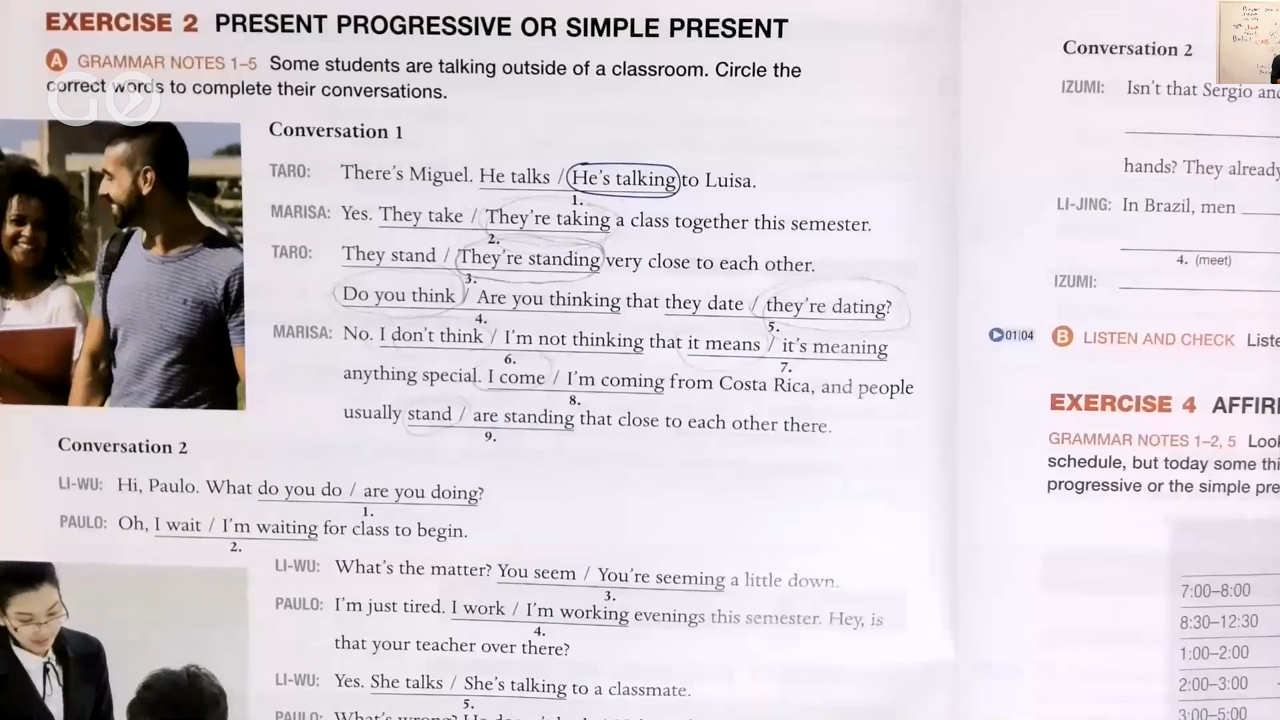 EXERCISE 2 PRESENT PROGRESSIVE OR SIMPLE PRESENT
A GRAMMAR NOTES 1–5 Some students are talking outside of a classroom. Circle the
correct words to complete their conversations.
GO
Conversation 1
TARO: There's Miguel. He talks / He's talking to Luisa.
1.
MARISA: Yes. They take / They're taking a class together this semester.
2.
TARO: They stand / They're standing very close to each other.
3.
Do you think / Are you thinking that they date / they're dating?
4. 5.
MARISA: No. I don't think / I'm not thinking that it means / it's meaning
6. 7.
anything special. I come / I'm coming from Costa Rica, and people
8.
usually stand / are standing that close to each other there.
9.
Conversation 2
LI-WU: Hi, Paulo. What do you do / are you doing?
1.
PAULO: Oh, I wait / I'm waiting for class to begin.
2.
LI-WU: What's the matter? You seem / You're seeming a little down.
3.
PAULO: I'm just tired. I work / I'm working evenings this semester. Hey, is
4.
that your teacher over there?
LI-WU: Yes. She talks / She's talking to a classmate.
5.
PAULO: What's wrong?
Conversation 2
IZUMI: Isn't that Sergio and
hands? They already
LI-JING: In Brazil, men
4. (meet)
IZUMI:
01|04 B LISTEN AND CHECK Liste
EXERCISE 4 AFFIR
GRAMMAR NOTES 1–2, 5 Look
schedule, but today some thi
progressive or the simple pre
7:00–8:00
8:30–12:30
1:00–2:00
2:00–3:00
3:00–5:00